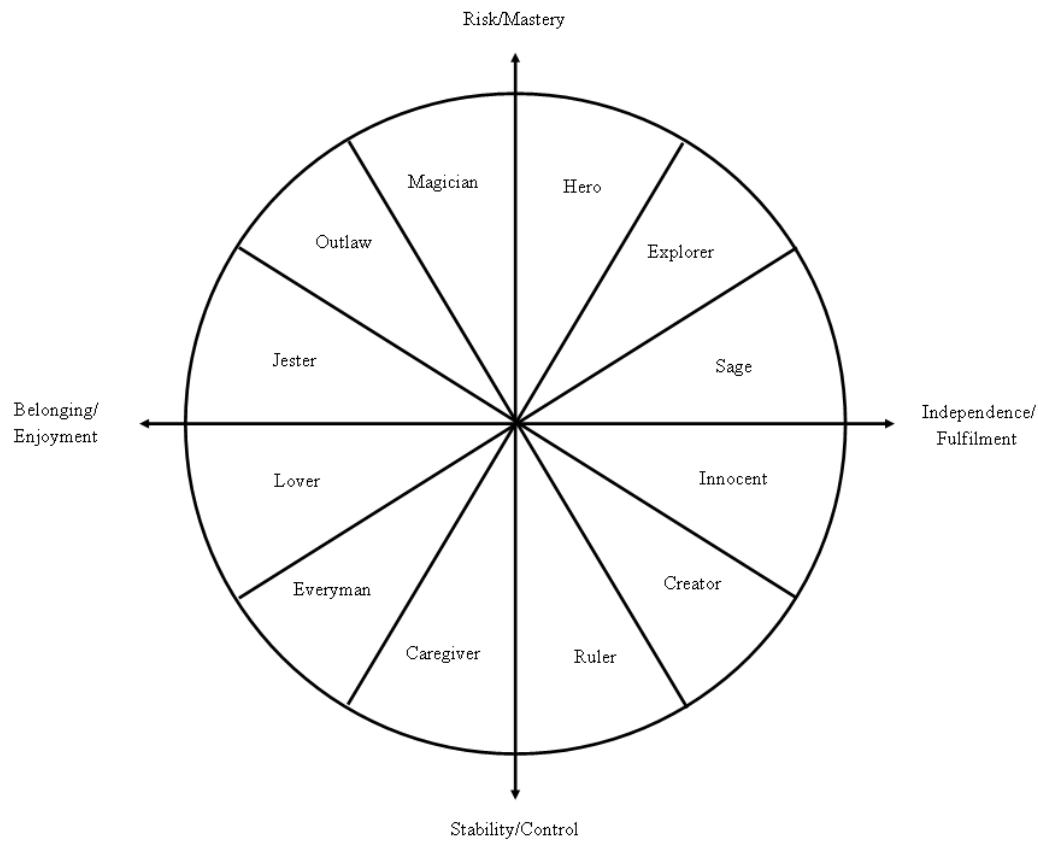 Risk/Mastery
Magician
Hero
Outlaw
Explorer
Jester
Sage
Belonging/
Enjoyment
Independence/
Fulfilment
Lover
Innocent
Everyman
Creator
Caregiver
Ruler
Stability/Control